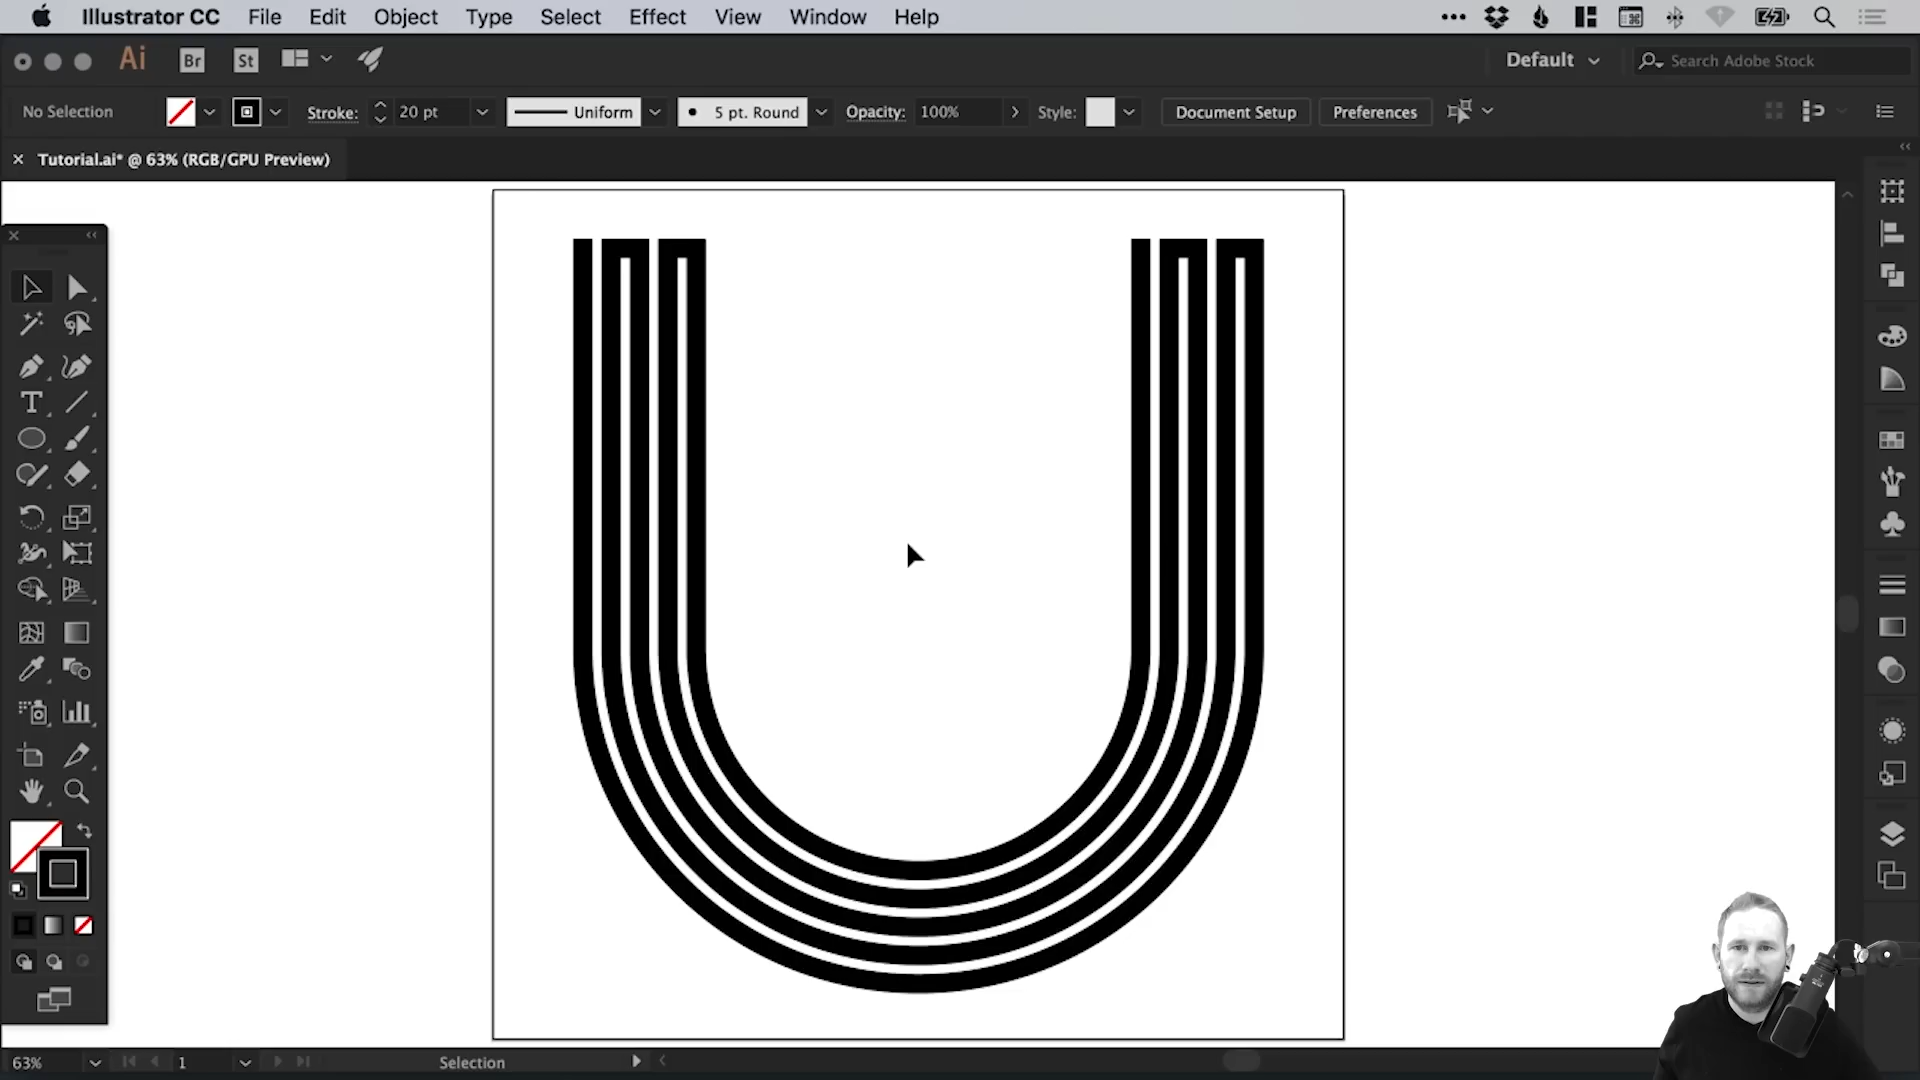 Illustrator CC File Edit Object Type Select Effect View Window Help
Ai Br St Default Search Adobe Stock
No Selection Stroke: 20 pt Uniform 5 pt. Round Opacity: 100% Style: Document Setup Preferences
Tutorial.ai* @ 63% (RGB/GPU Preview)
63% 1 Selection